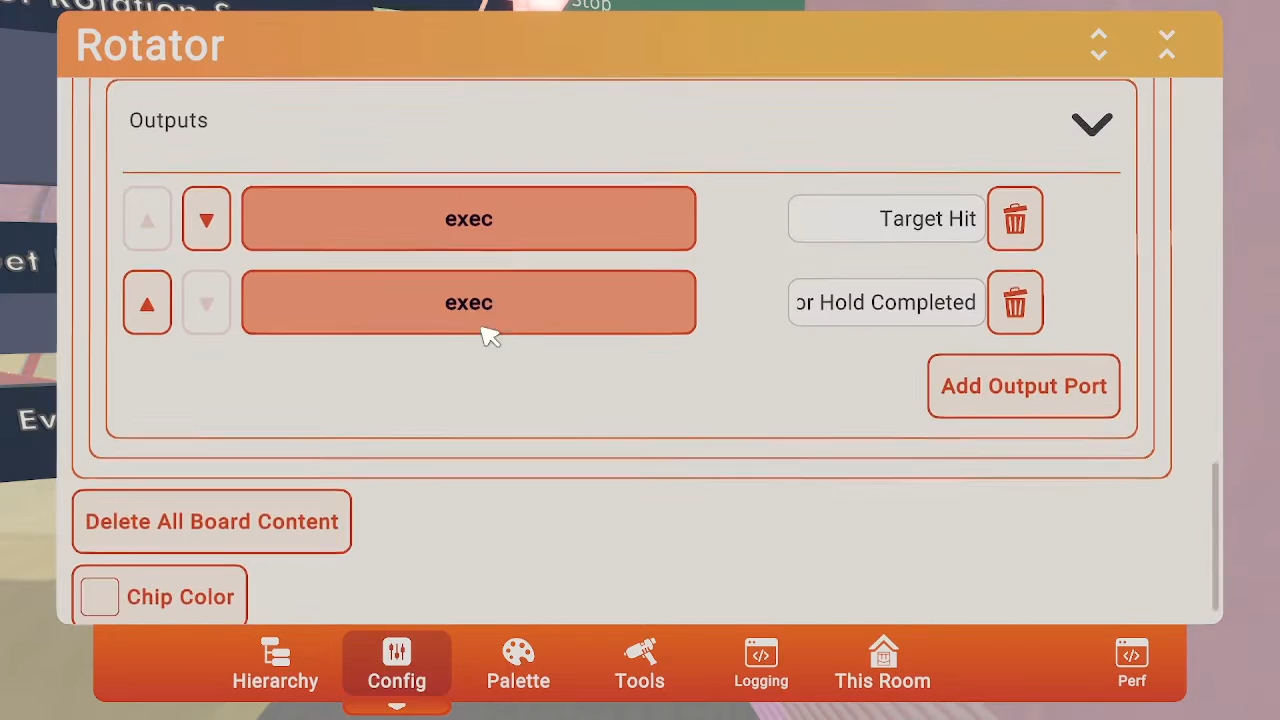 Stop
Rotator
Outputs
exec
Target Hit
exec
or Hold Completed
Add Output Port
Delete All Board Content
Chip Color
Hierarchy
Config
Palette
Tools
Logging
This Room
Perf